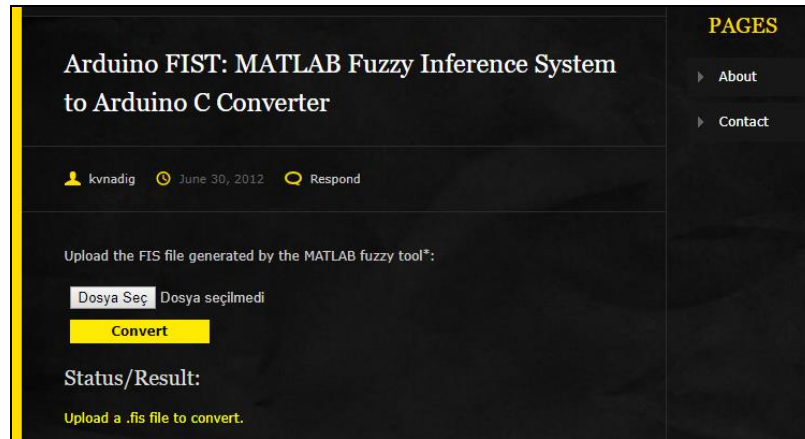 Arduino FIST: MATLAB Fuzzy Inference System
to Arduino C Converter
kvnadig June 30, 2012 Respond
Upload the FIS file generated by the MATLAB fuzzy tool*:
Dosya Seç Dosya seçilmedi
Convert
Status/Result:
Upload a .fis file to convert.
PAGES
About
Contact